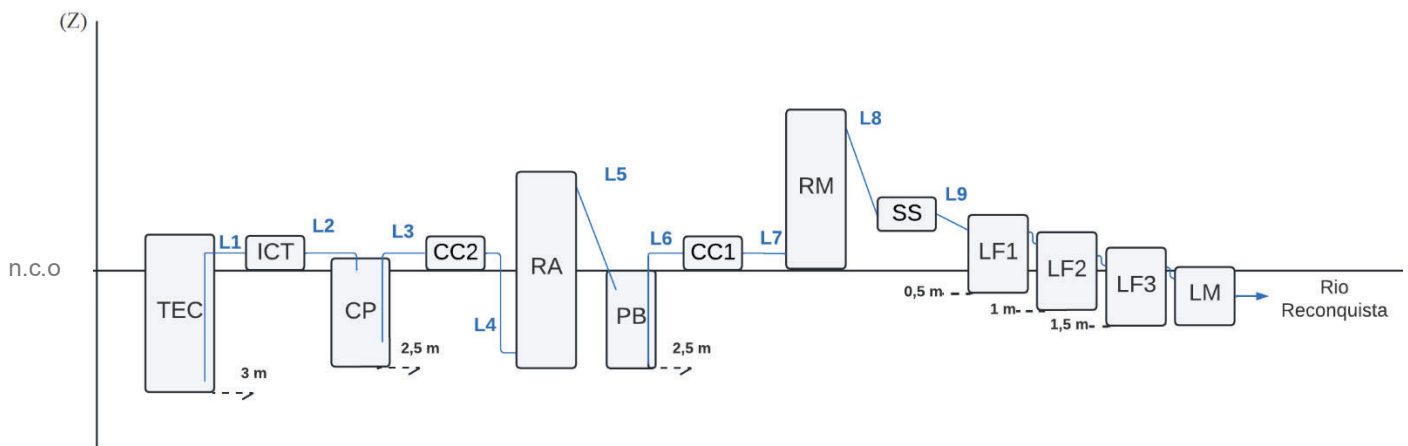 (Z)
L8
L5
RM
L9
L1
L2
L3
L6
L7
SS
ICT
CC2
CC1
LF1
n.c.o
RA
LF2
LF3
LM
Rio
Reconquista
TEC
CP
PB
L4
0,5 m
1 m
1,5 m
2,5 m
2,5 m
3 m